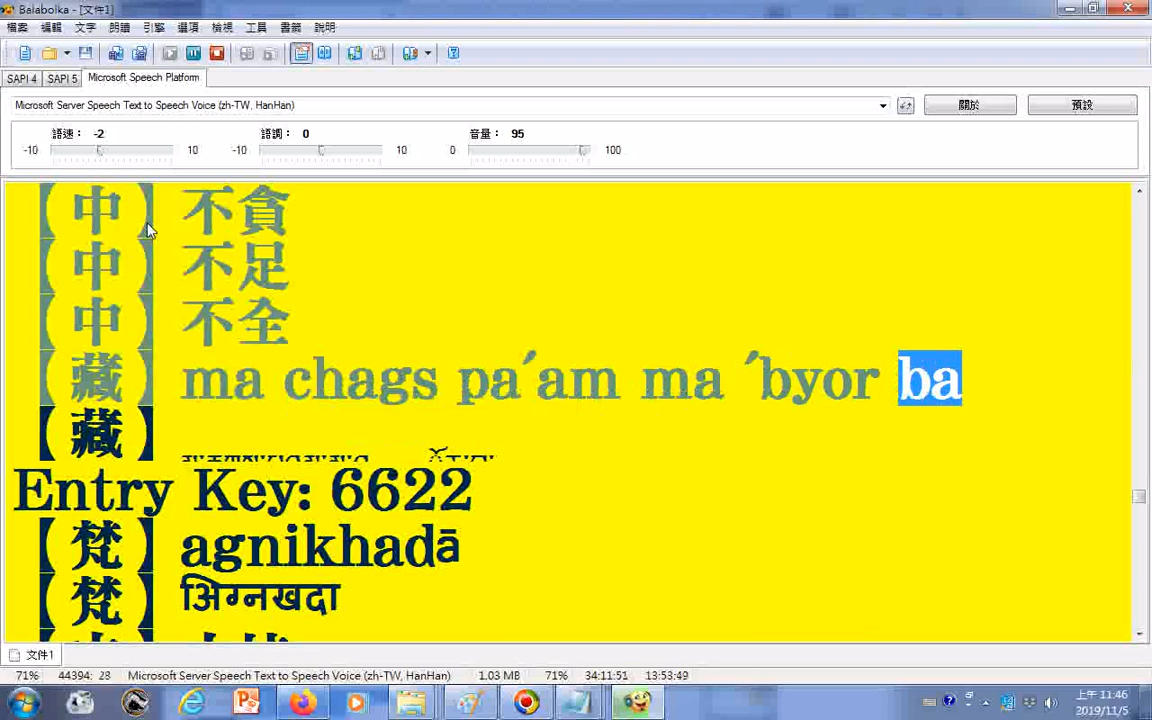 Balabolka - [文件1]
檔案 編輯 文字 朗讀 引擎 選項 檢視 工具 書籤 說明
SAPI 4 SAPI 5 Microsoft Speech Platform
Microsoft Server Speech Text to Speech Voice (zh-TW, HanHan) 關於 預設
語速： -2 語調： 0 音量： 95
-10 10 -10 10 0 100
【中】 不貪
【中】 不足
【中】 不全
【藏】 ma chags pa´am ma ´byor ba
【藏】
Entry Key: 6622
【梵】 agnikhadā
【梵】 अग्निखदा
文件1
71% 44394: 28 Microsoft Server Speech Text to Speech Voice (zh-TW, HanHan) 1.03 MB 71% 34:11:51 13:53:49
上午 11:46
2019/11/5